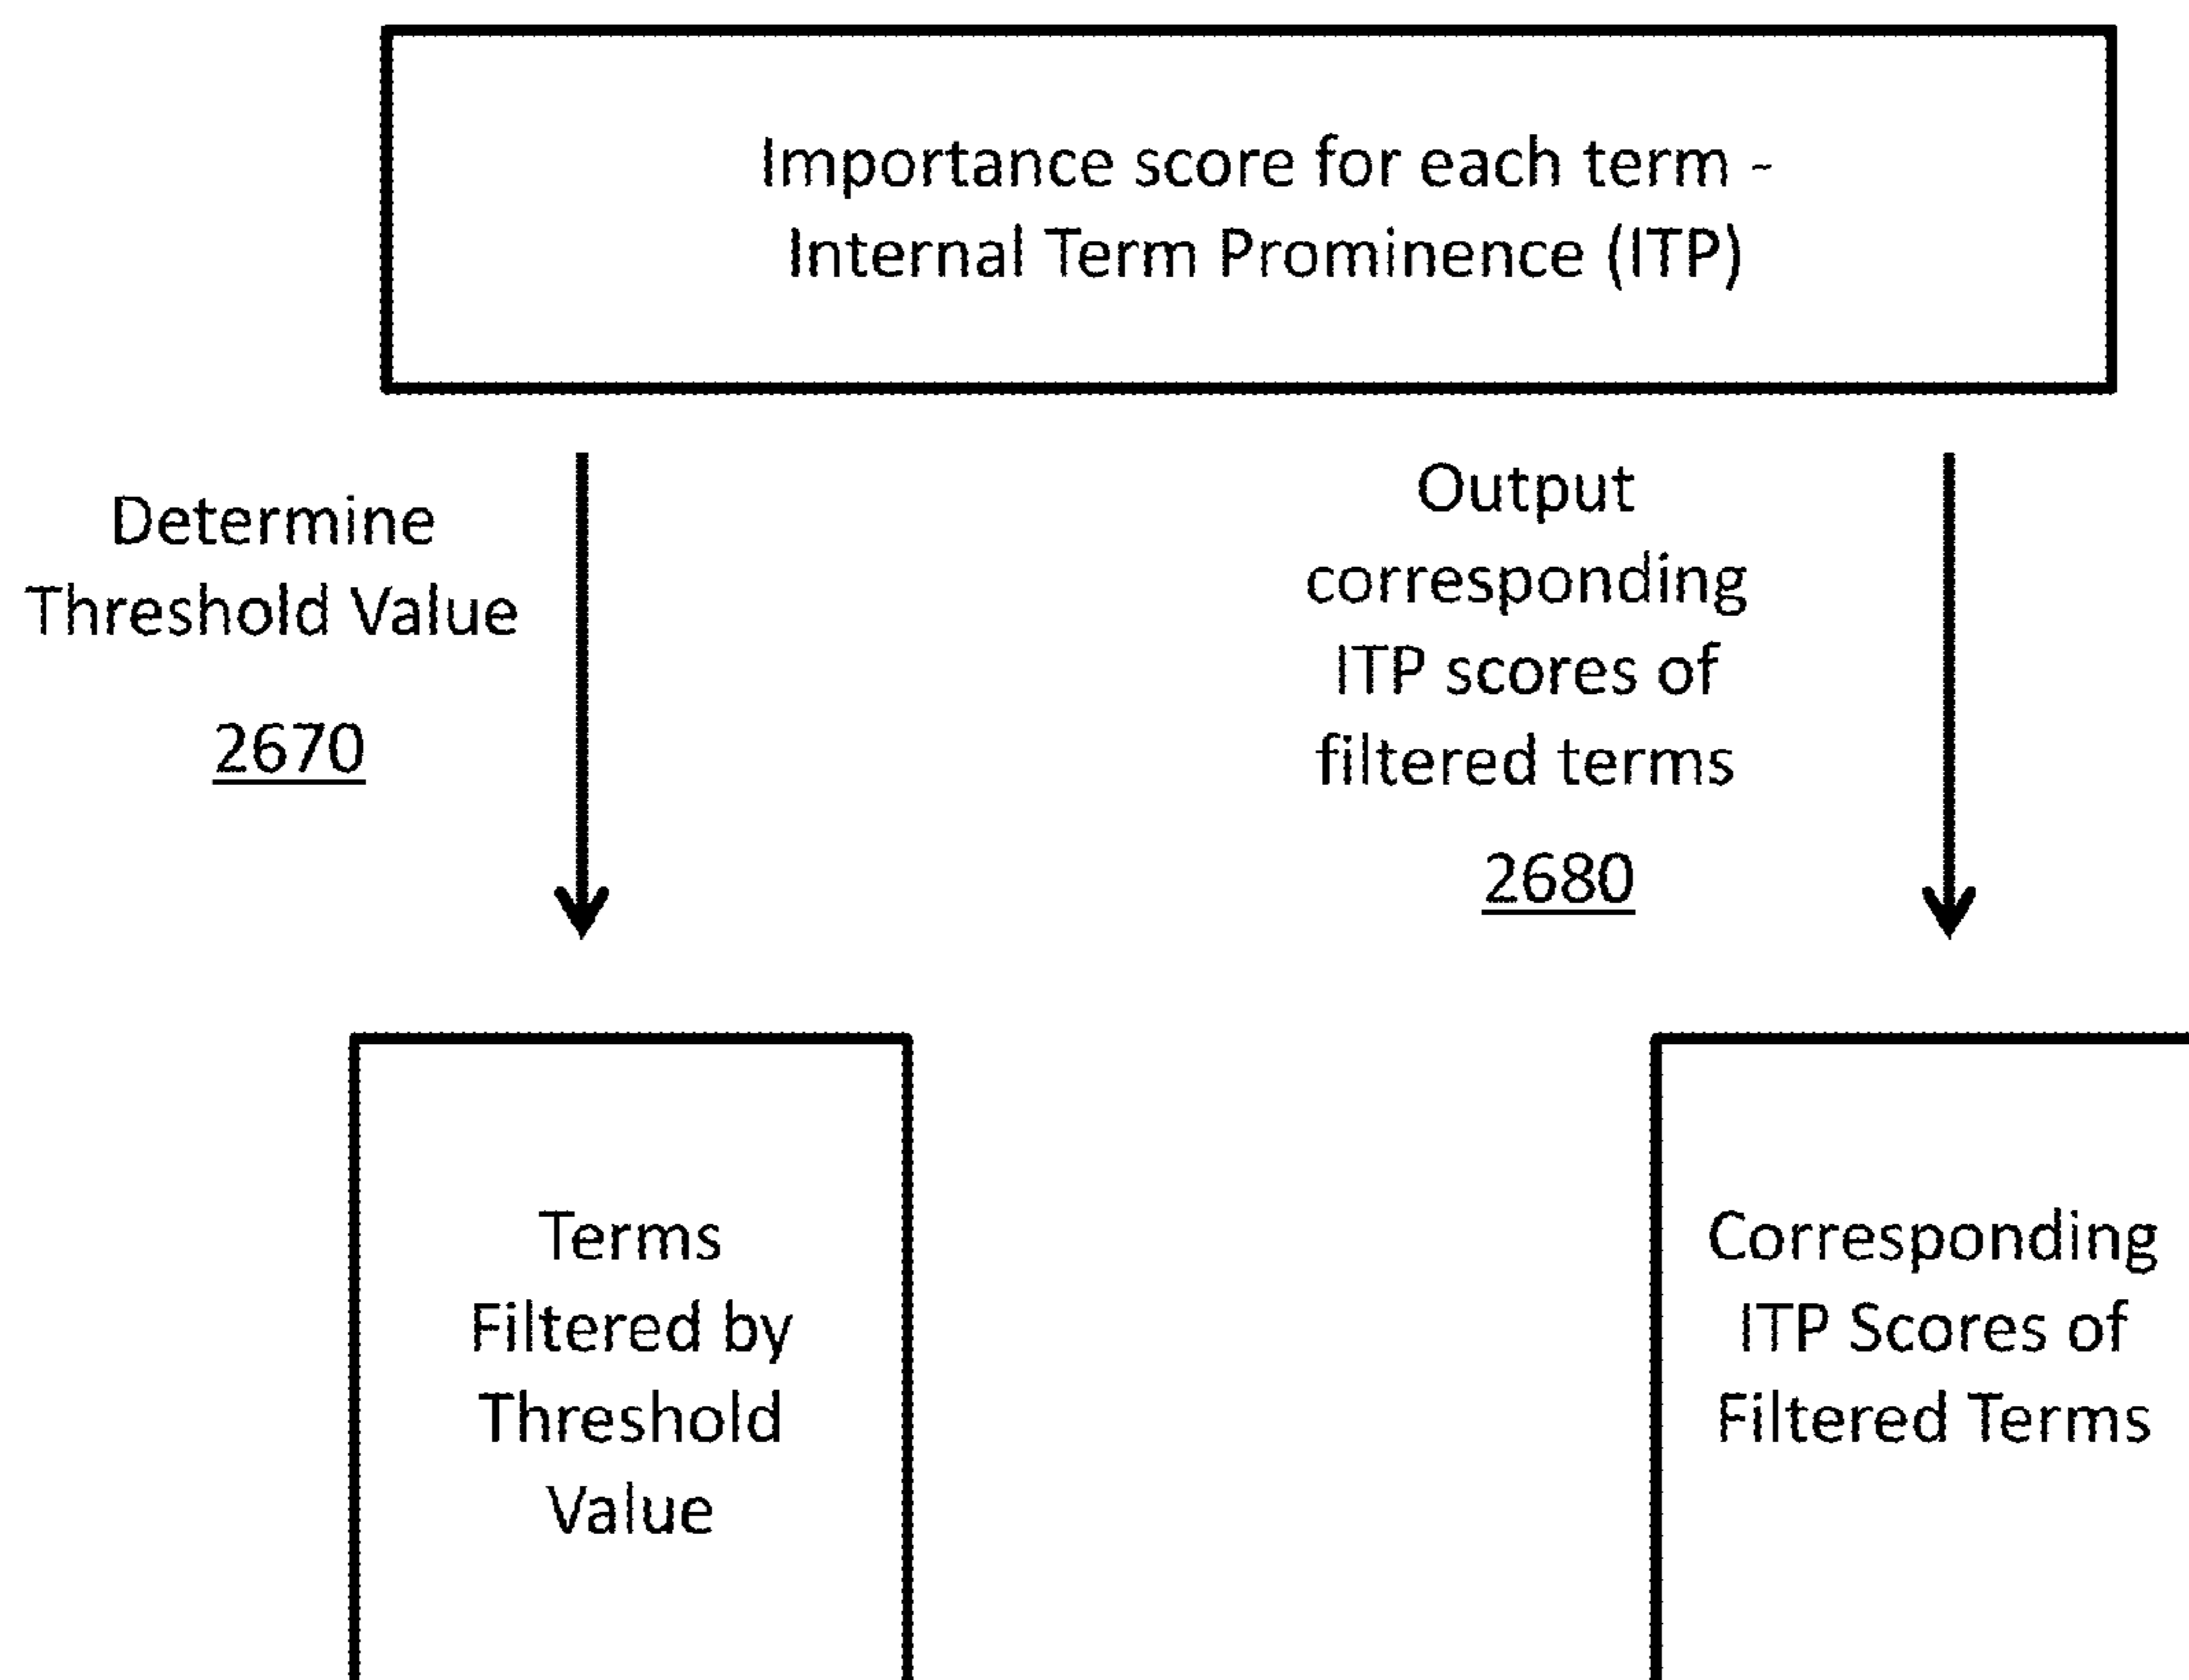 Importance score for each term -
Internal Term Prominence (ITP)
Determine
Threshold Value
2670
Output
corresponding
ITP scores of
filtered terms
2680
Terms
Filtered by
Threshold
Value
Corresponding
ITP Scores of
Filtered Terms